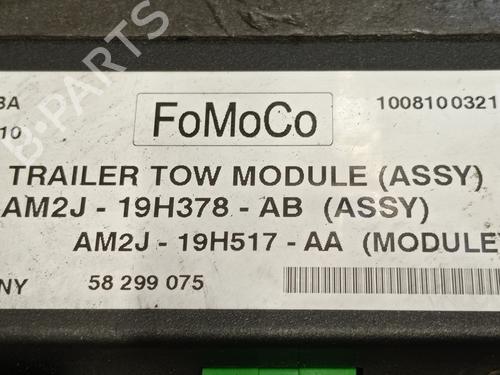 3A
FoMoCo
1008100321
10
TRAILER TOW MODULE (ASSY)
AM2J - 19H378 - AB (ASSY)
AM2J - 19H517 - AA (MODULE)
NY
58 299 075
B-PARTS